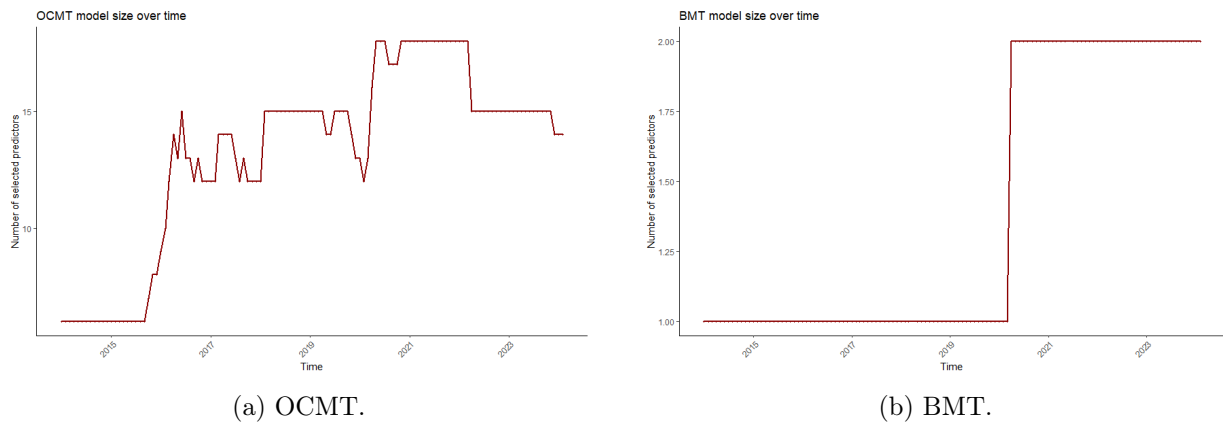 OCMT model size over time
Number of selected predictors
15
10
2015
2017
2019
2021
2023
Time
(a) OCMT.
BMT model size over time
Number of selected predictors
2.00
1.75
1.50
1.25
1.00
2015
2017
2019
2021
2023
Time
(b) BMT.